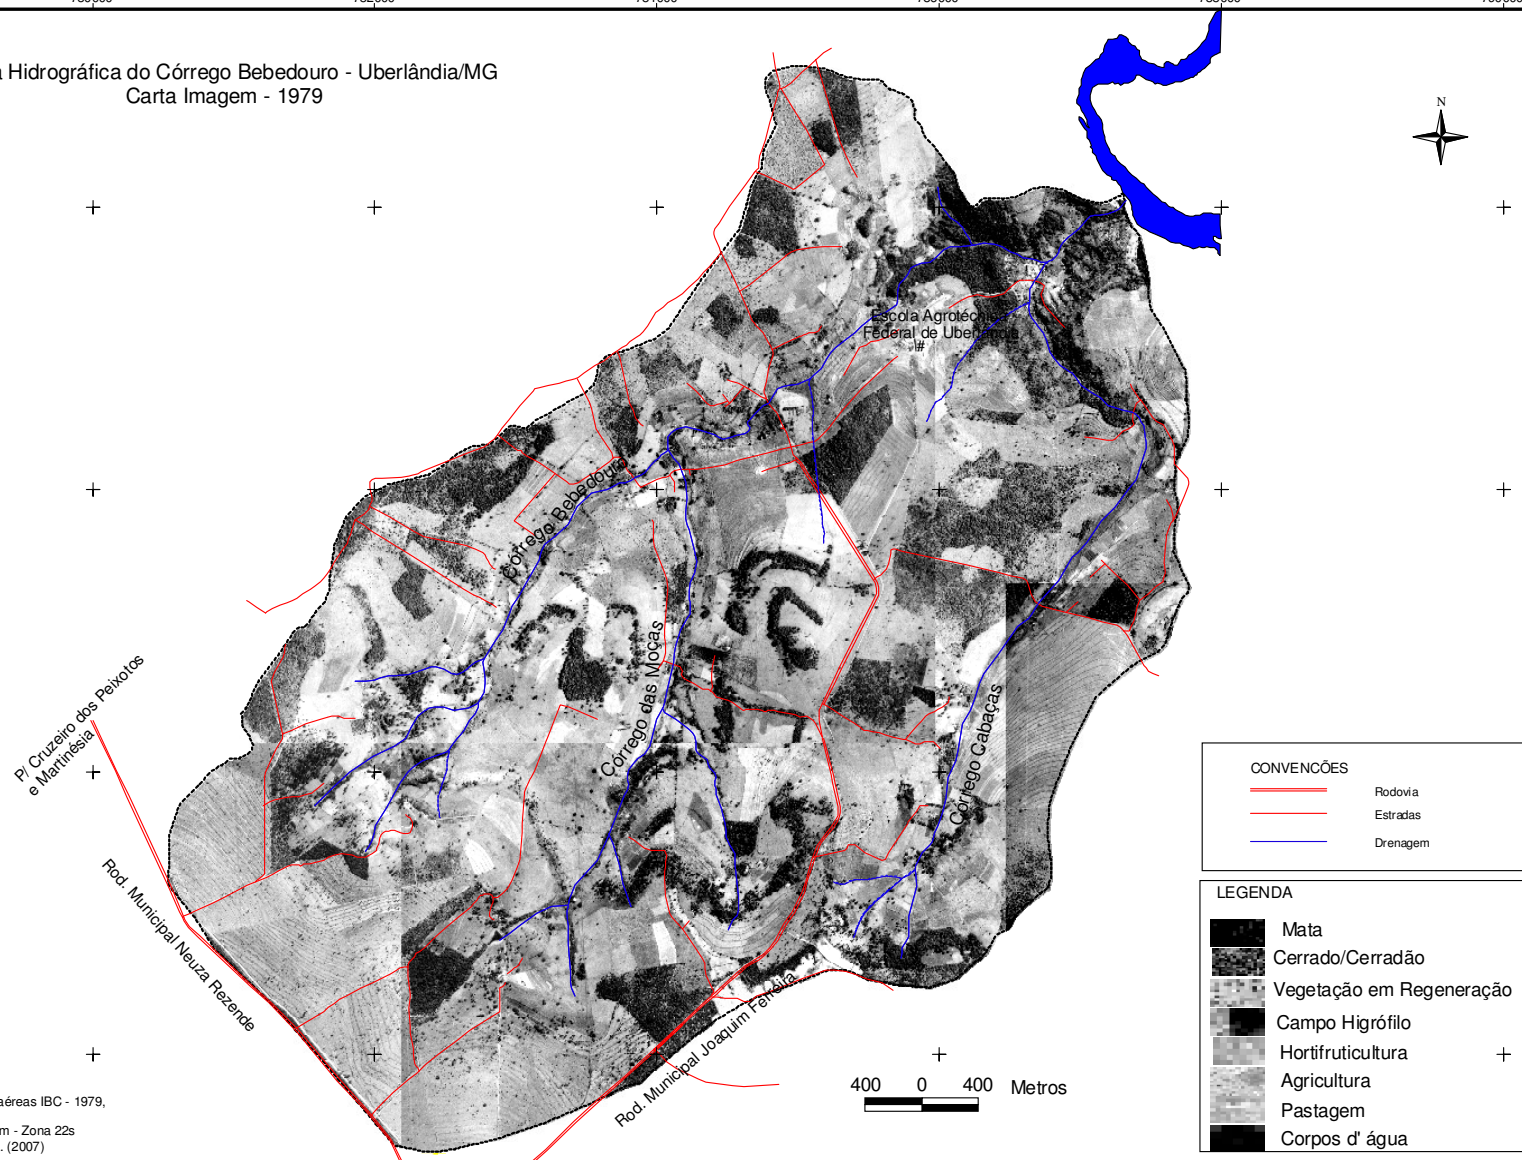 Hidrográfica do Córrego Bebedouro - Uberlândia/MG
Carta Imagem - 1979
N
Escola Agrotécnica
Federal de Uberlândia
#
Córrego Bebedouro
Córrego das Moças
Córrego Cabaças
P/ Cruzeiro dos Peixotos
e Martinésia
Rod. Municipal Neuza Rezende
Rod. Municipal Joaquim Ferreira
400 0 400 Metros
CONVENCÕES
Rodovia
Estradas
Drenagem
LEGENDA
Mata
Cerrado/Cerradão
Vegetação em Regeneração
Campo Higrófilo
Hortifruticultura
Agricultura
Pastagem
Corpos d' água
aéreas IBC - 1979,
m - Zona 22s
. (2007)